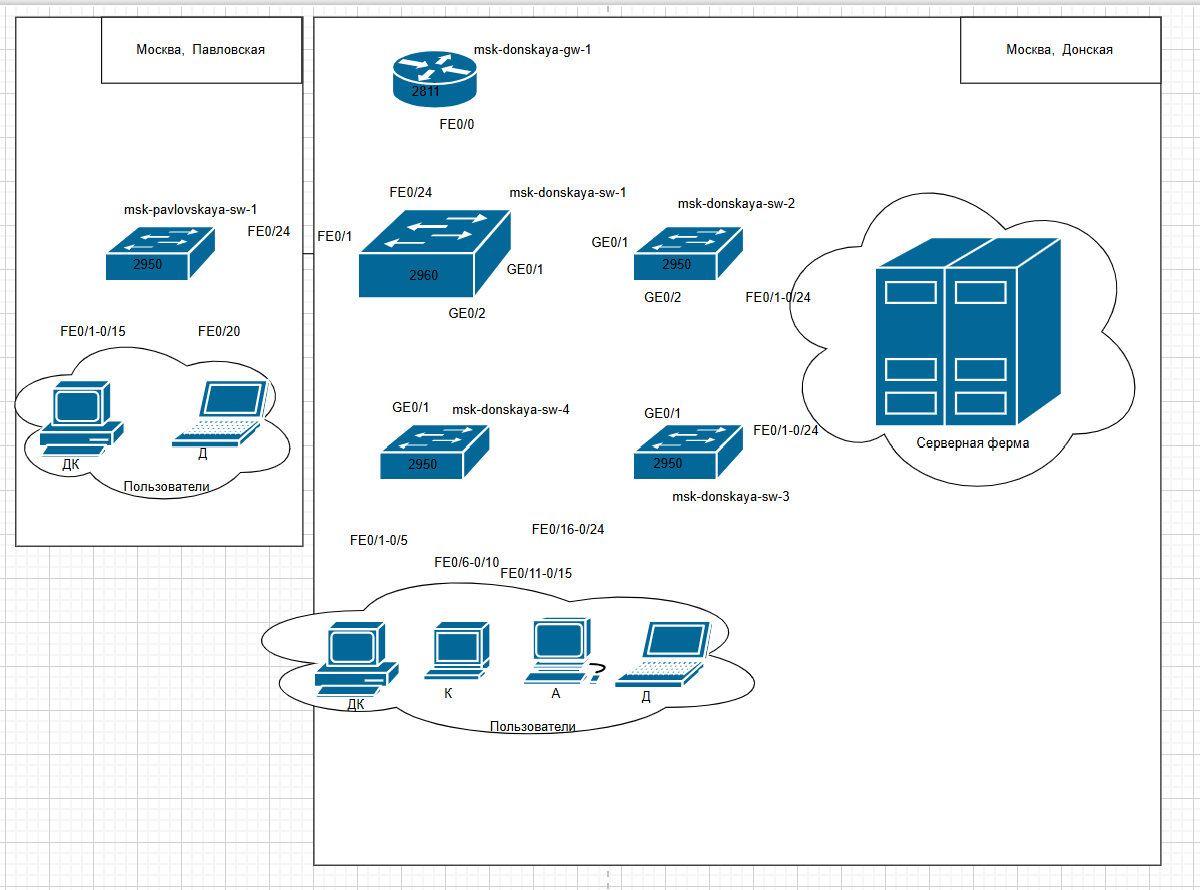 Москва, Павловская
Москва, Донская
msk-donskaya-gw-1
2811
FE0/0
msk-pavlovskaya-sw-1
FE0/24
2950
FE0/1-0/15
FE0/20
ДК
Д
Пользователи
FE0/24
msk-donskaya-sw-1
FE0/1
2960
GE0/1
GE0/2
msk-donskaya-sw-2
GE0/1
2950
GE0/2
FE0/1-0/24
Серверная ферма
GE0/1
msk-donskaya-sw-4
2950
GE0/1
FE0/1-0/24
2950
msk-donskaya-sw-3
FE0/1-0/5
FE0/6-0/10
FE0/16-0/24
FE0/11-0/15
ДК
К
А
Д
Пользователи